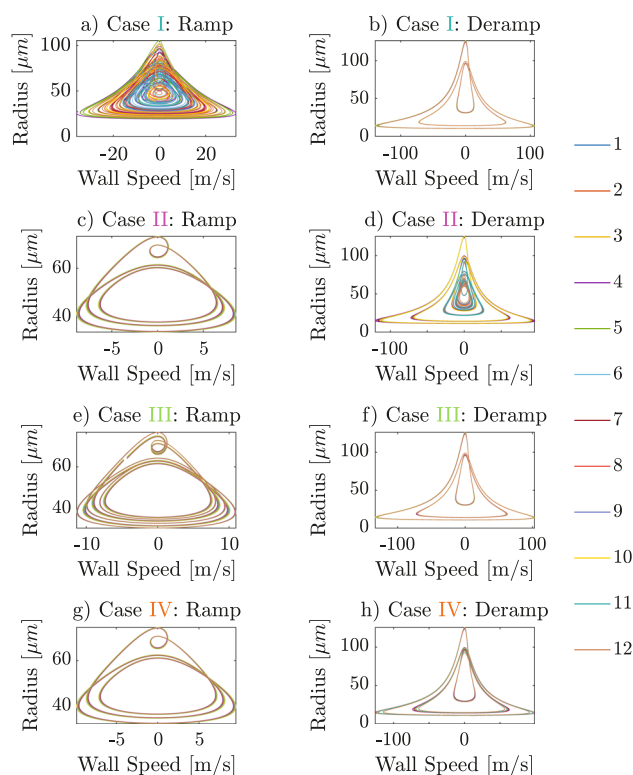 a) Case I: Ramp
Radius [μm]
100
50
0
-20
0
20
Wall Speed [m/s]
b) Case I: Deramp
Radius [μm]
100
50
0
-100
0
100
Wall Speed [m/s]
c) Case II: Ramp
Radius [μm]
60
40
-5
0
5
Wall Speed [m/s]
d) Case II: Deramp
Radius [μm]
100
50
0
-100
0
Wall Speed [m/s]
e) Case III: Ramp
Radius [μm]
60
40
-10
0
10
Wall Speed [m/s]
f) Case III: Deramp
Radius [μm]
100
50
0
-100
0
100
Wall Speed [m/s]
g) Case IV: Ramp
Radius [μm]
60
40
-5
0
5
Wall Speed [m/s]
h) Case IV: Deramp
Radius [μm]
100
50
0
-100
0
Wall Speed [m/s]
1
2
3
4
5
6
7
8
9
10
11
12